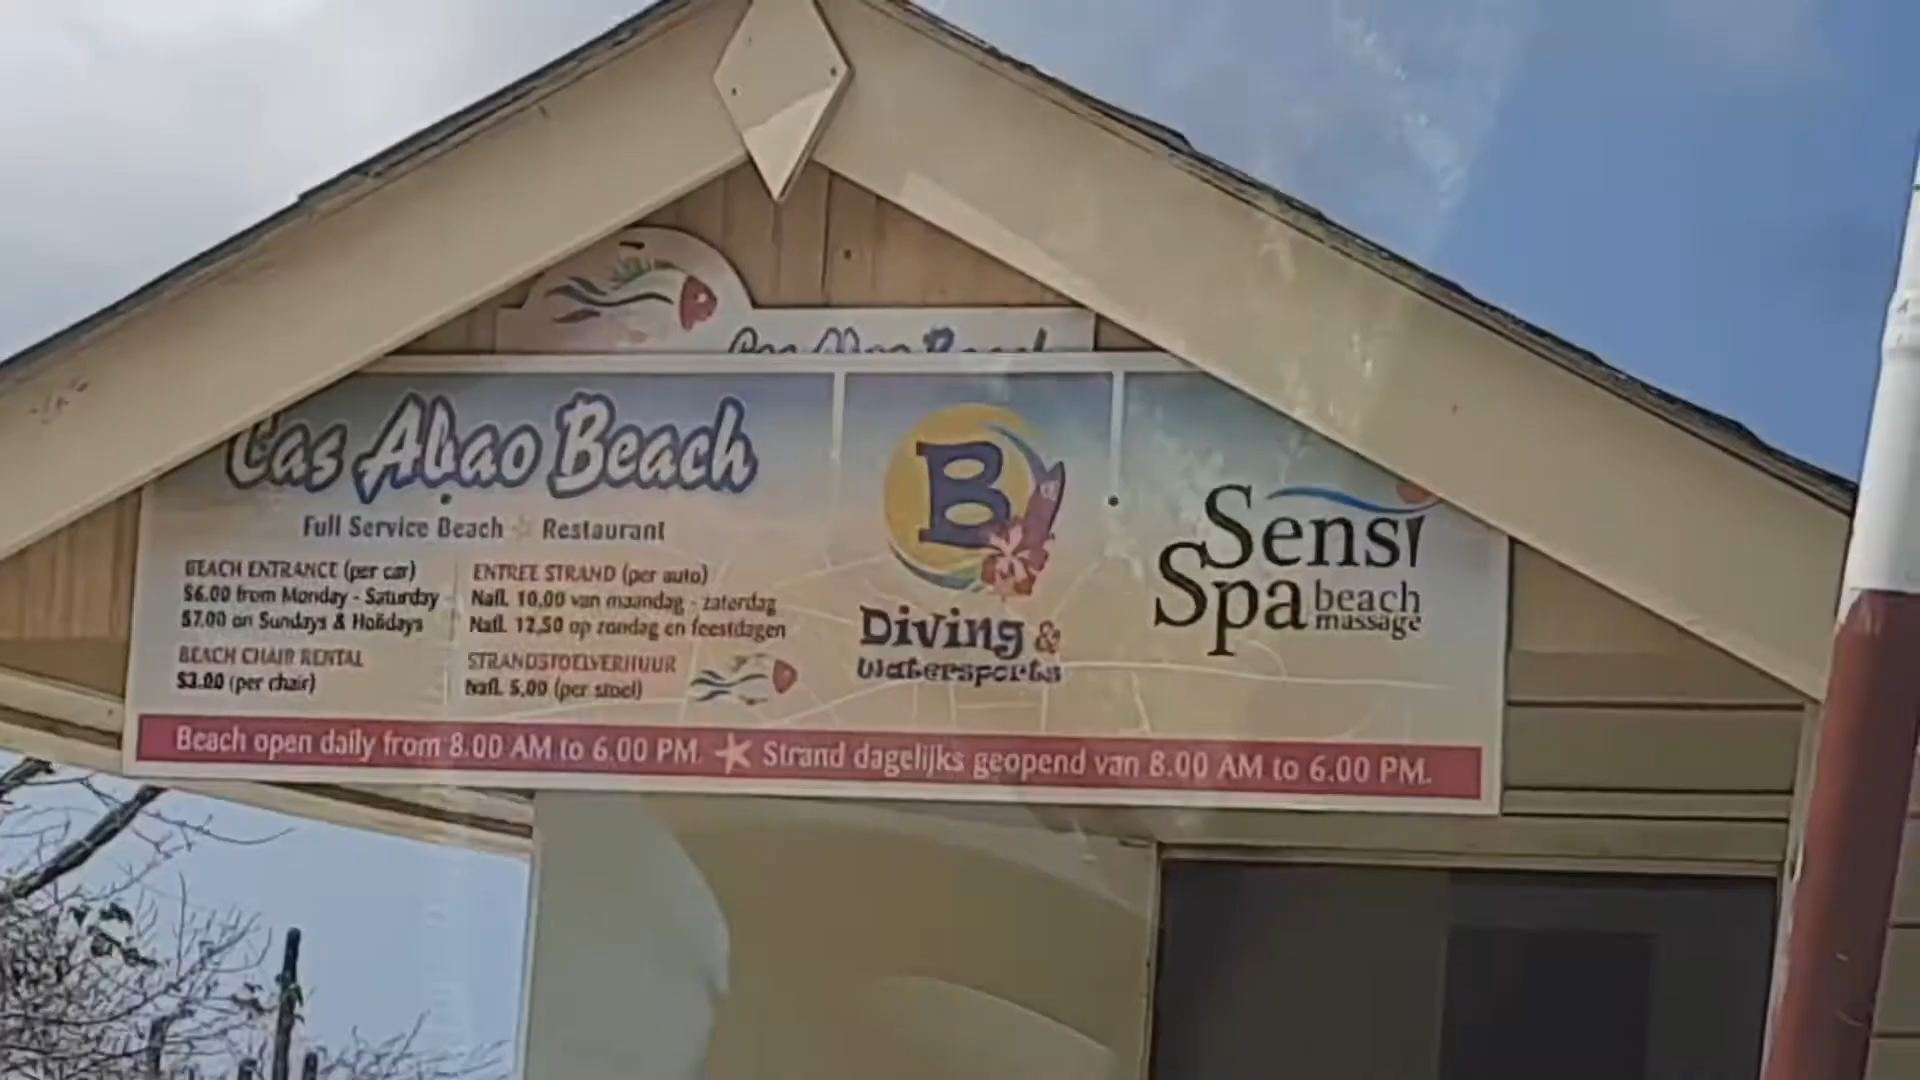 Cas Abao Beach
Cas Abao Beach
Full Service Beach Restaurant
BEACH ENTRANCE (per car)
$6.00 from Monday - Saturday
$7.00 on Sundays & Holidays
BEACH CHAIR RENTAL
$3.00 (per chair)
ENTREE STRAND (per auto)
Nafl. 10,00 van maandag - zaterdag
Nafl. 12,50 op zondag en feestdagen
STRANDSTOELVERHUUR
Nafl. 5,00 (per stoel)
B
Diving &
Watersports
Sensi
Spa beach
massage
Beach open daily from 8.00 AM to 6.00 PM. Strand dagelijks geopend van 8.00 AM to 6.00 PM.